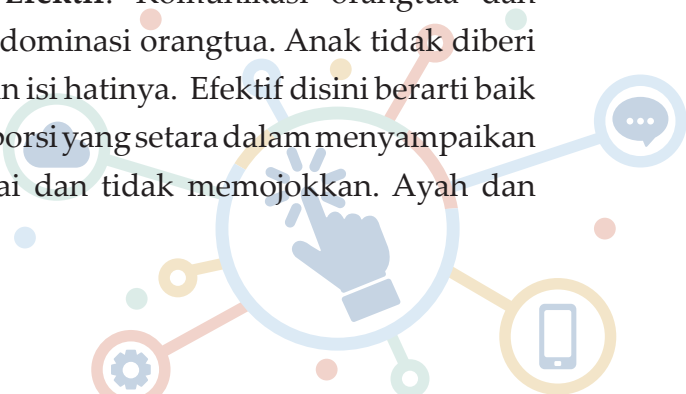 Efektif. Komunikasi orangtua dan
dominasi orangtua. Anak tidak diberi
n isi hatinya. Efektif disini berarti baik
porsi yang setara dalam menyampaikan
ai dan tidak memojokkan. Ayah dan